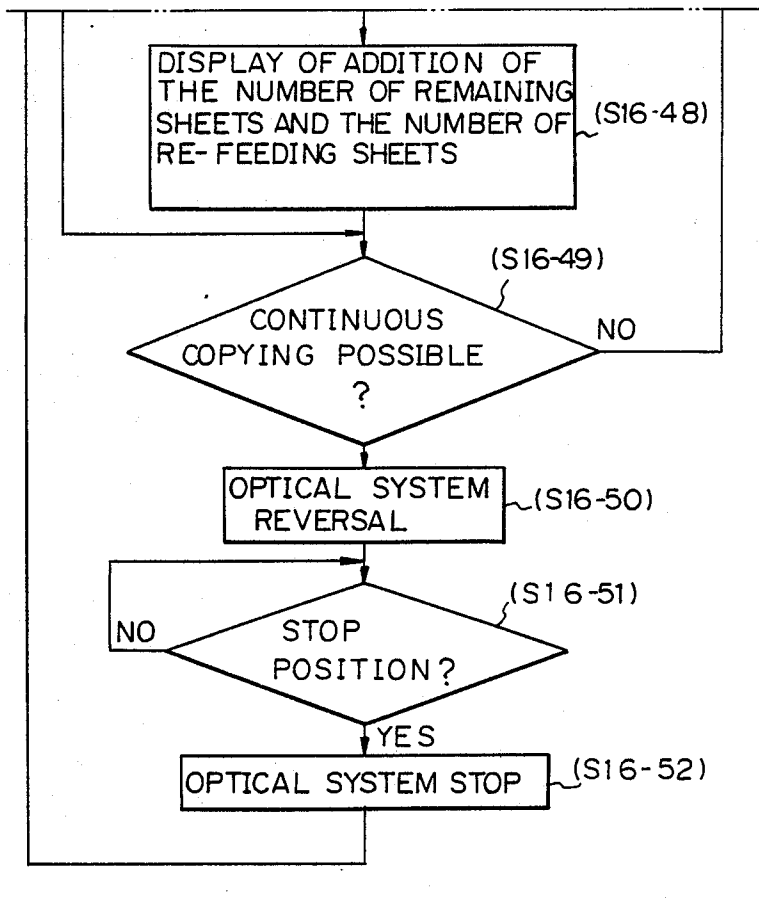 DISPLAY OF ADDITION OF
THE NUMBER OF REMAINING
SHEETS AND THE NUMBER OF
RE-FEEDING SHEETS
(S16-48)
(S16-49)
CONTINUOUS
COPYING POSSIBLE
?
NO
OPTICAL SYSTEM
REVERSAL
(S16-50)
(S16-51)
NO
STOP
POSITION?
YES
OPTICAL SYSTEM STOP
(S16-52)